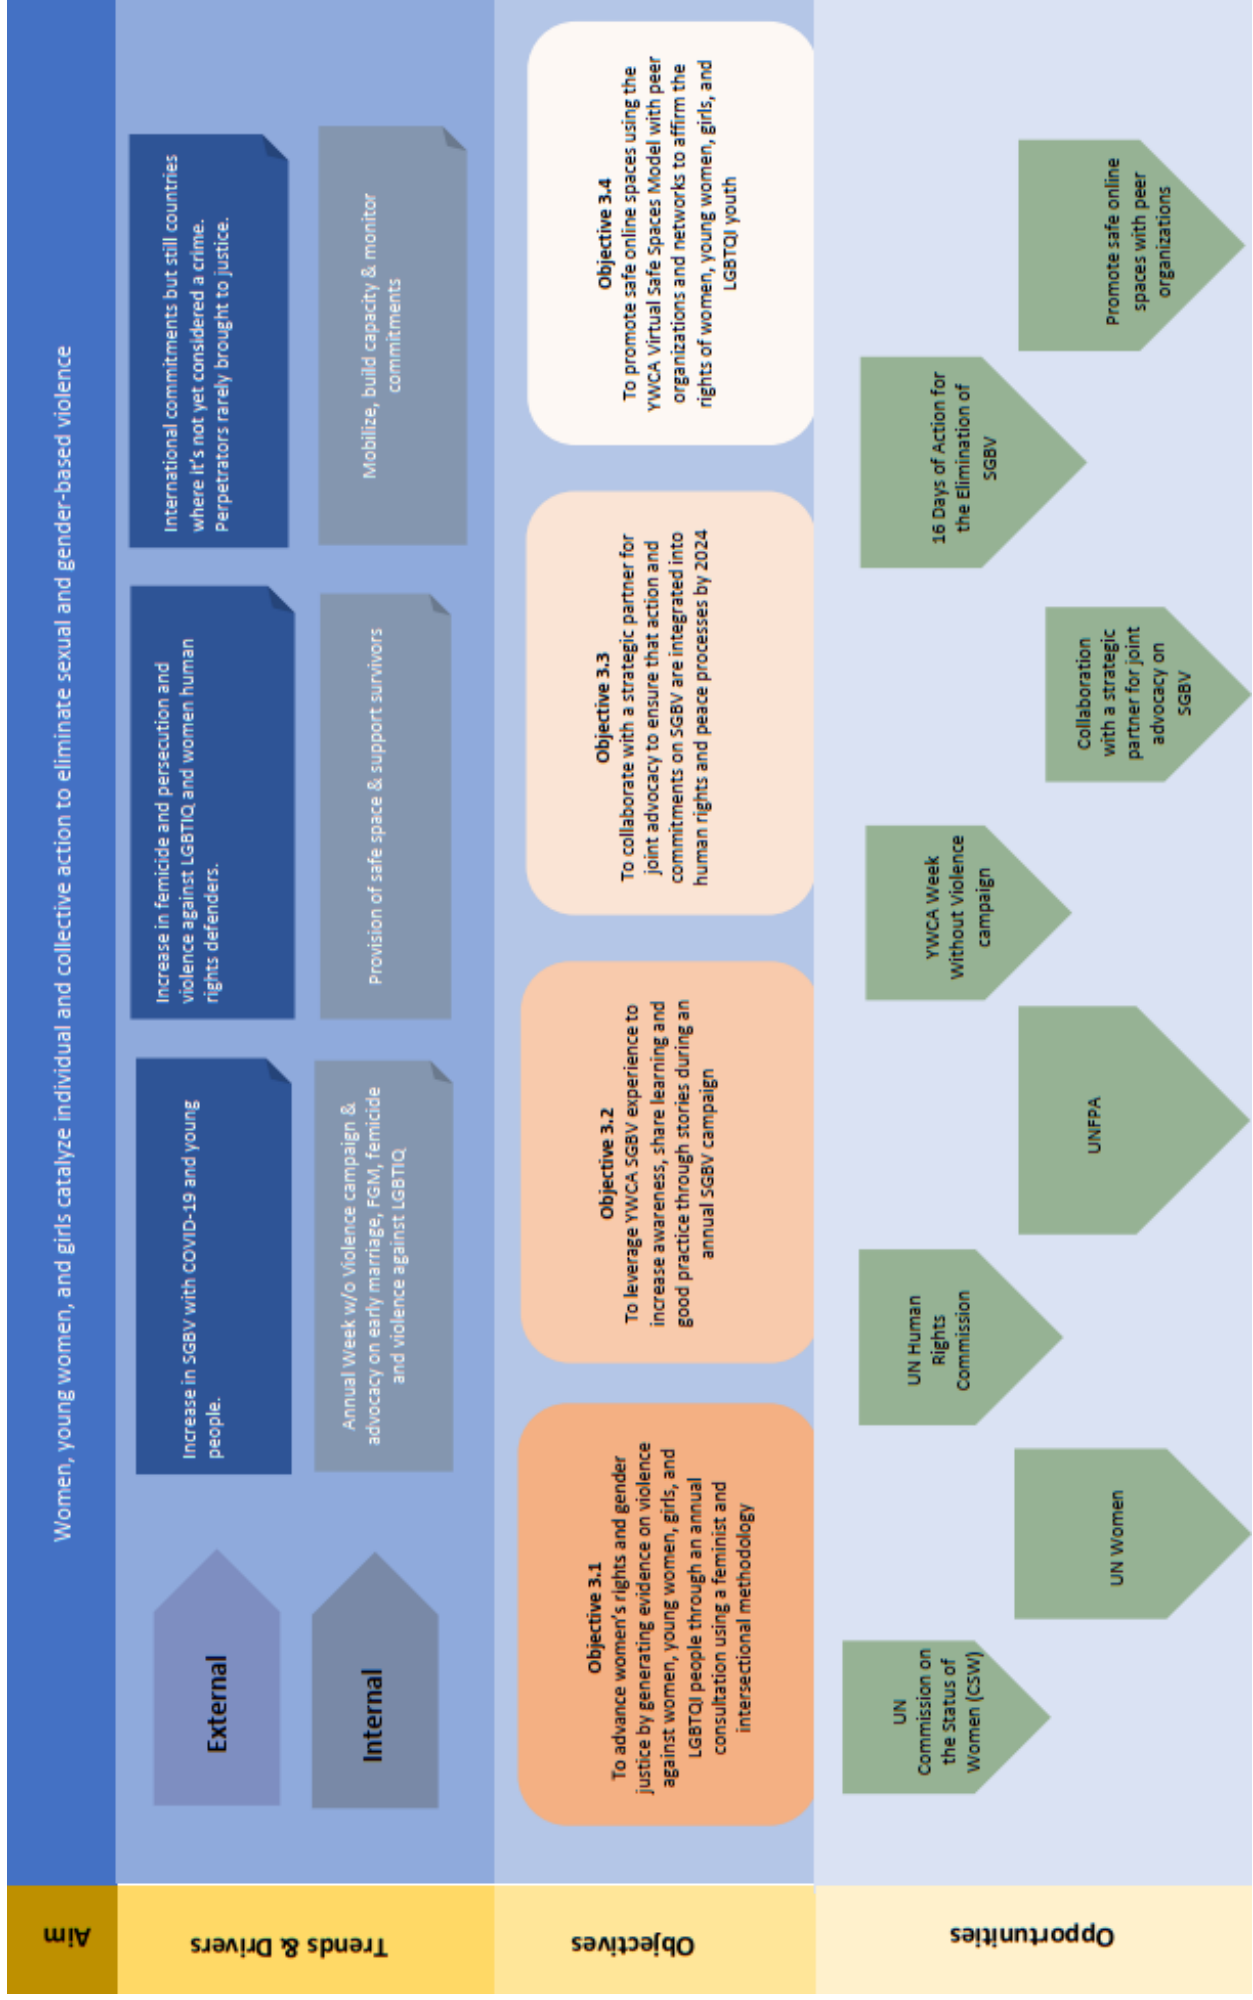 Aim
Women, young women, and girls catalyze individual and collective action to eliminate sexual and gender-based violence
Trends & Drivers
External
Increase in SGBV with COVID-19 and young
people.
Increase in femicide and persecution and
violence against LGBTIQ and women human
rights defenders.
International commitments but still countries
where it's not yet considered a crime.
Perpetrators rarely brought to justice.
Internal
Annual Week w/o Violence campaign &
advocacy on early marriage, FGM, femicide
and violence against LGBTIQ
Provision of safe space & support survivors
Mobilize, build capacity & monitor
commitments
Objectives
Objective 3.1
To advance women's rights and gender
justice by generating evidence on violence
against women, young women, girls, and
LGBTQI people through an annual
consultation using a feminist and
intersectional methodology
Objective 3.2
To leverage YWCA SGBV experience to
increase awareness, share learning and
good practice through stories during an
annual SGBV campaign
Objective 3.3
To collaborate with a strategic partner for
joint advocacy to ensure that action and
commitments on SGBV are integrated into
human rights and peace processes by 2024
Objective 3.4
To promote safe online spaces using the
YWCA Virtual Safe Spaces Model with peer
organizations and networks to affirm the
rights of women, young women, girls, and
LGBTQI youth
Opportunities
UN
Commission on
the Status of
Women (CSW)
UN Women
UN Human
Rights
Commission
UNFPA
YWCA Week
Without Violence
campaign
Collaboration
with a strategic
partner for joint
advocacy on
SGBV
16 Days of Action for
the Elimination of
SGBV
Promote safe online
spaces with peer
organizations